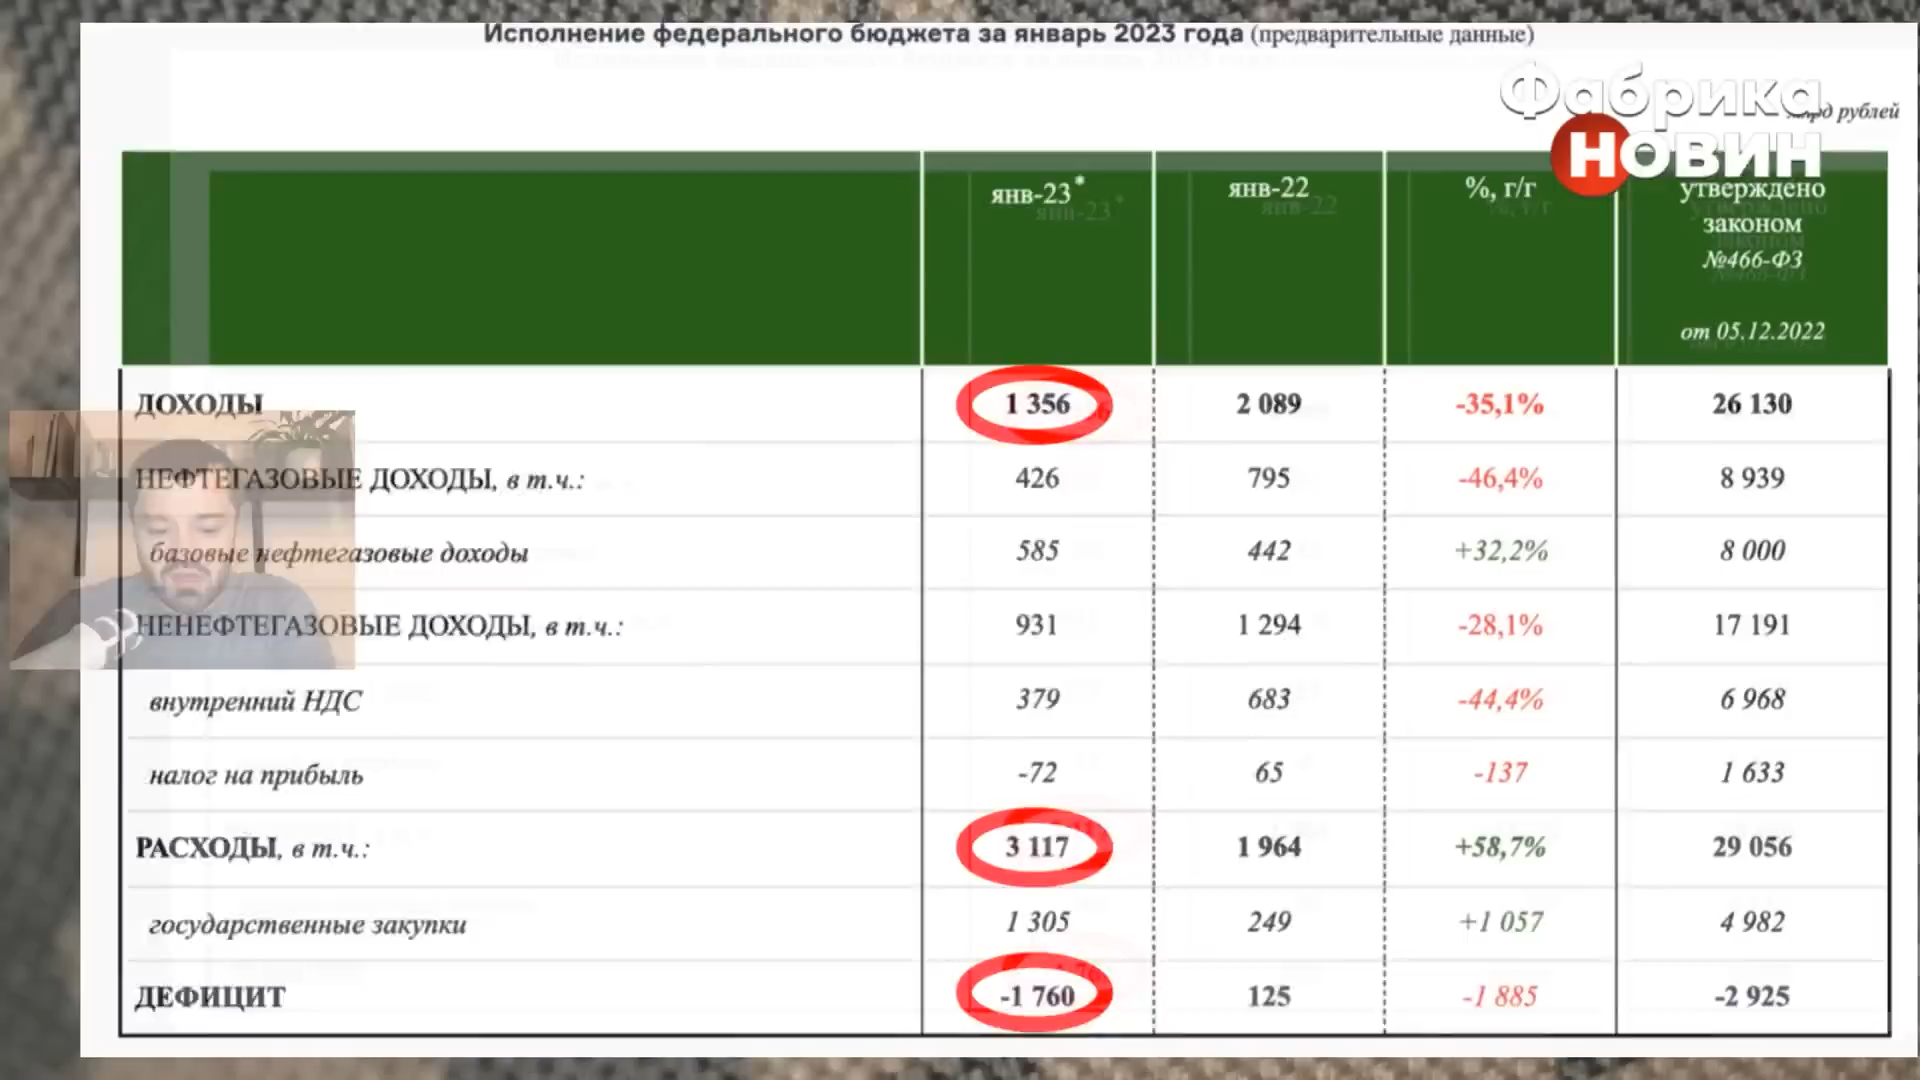 Исполнение федерального бюджета за январь 2023 года (предварительные данные)
Фабрика
НОВИН
рублей
янв-23* янв-22 %, г/г утверждено
законом
№466-ФЗ
от 05.12.2022
ДОХОДЫ 1 356 2 089 -35,1% 26 130
НЕФТЕГАЗОВЫЕ ДОХОДЫ, в т.ч.: 426 795 -46,4% 8 939
базовые нефтегазовые доходы 585 442 +32,2% 8 000
НЕНЕФТЕГАЗОВЫЕ ДОХОДЫ, в т.ч.: 931 1 294 -28,1% 17 191
внутренний НДС 379 683 -44,4% 6 968
налог на прибыль -72 65 -137 1 633
РАСХОДЫ, в т.ч.: 3 117 1 964 +58,7% 29 056
государственные закупки 1 305 249 +1 057 4 982
ДЕФИЦИТ -1 760 125 -1 885 -2 925